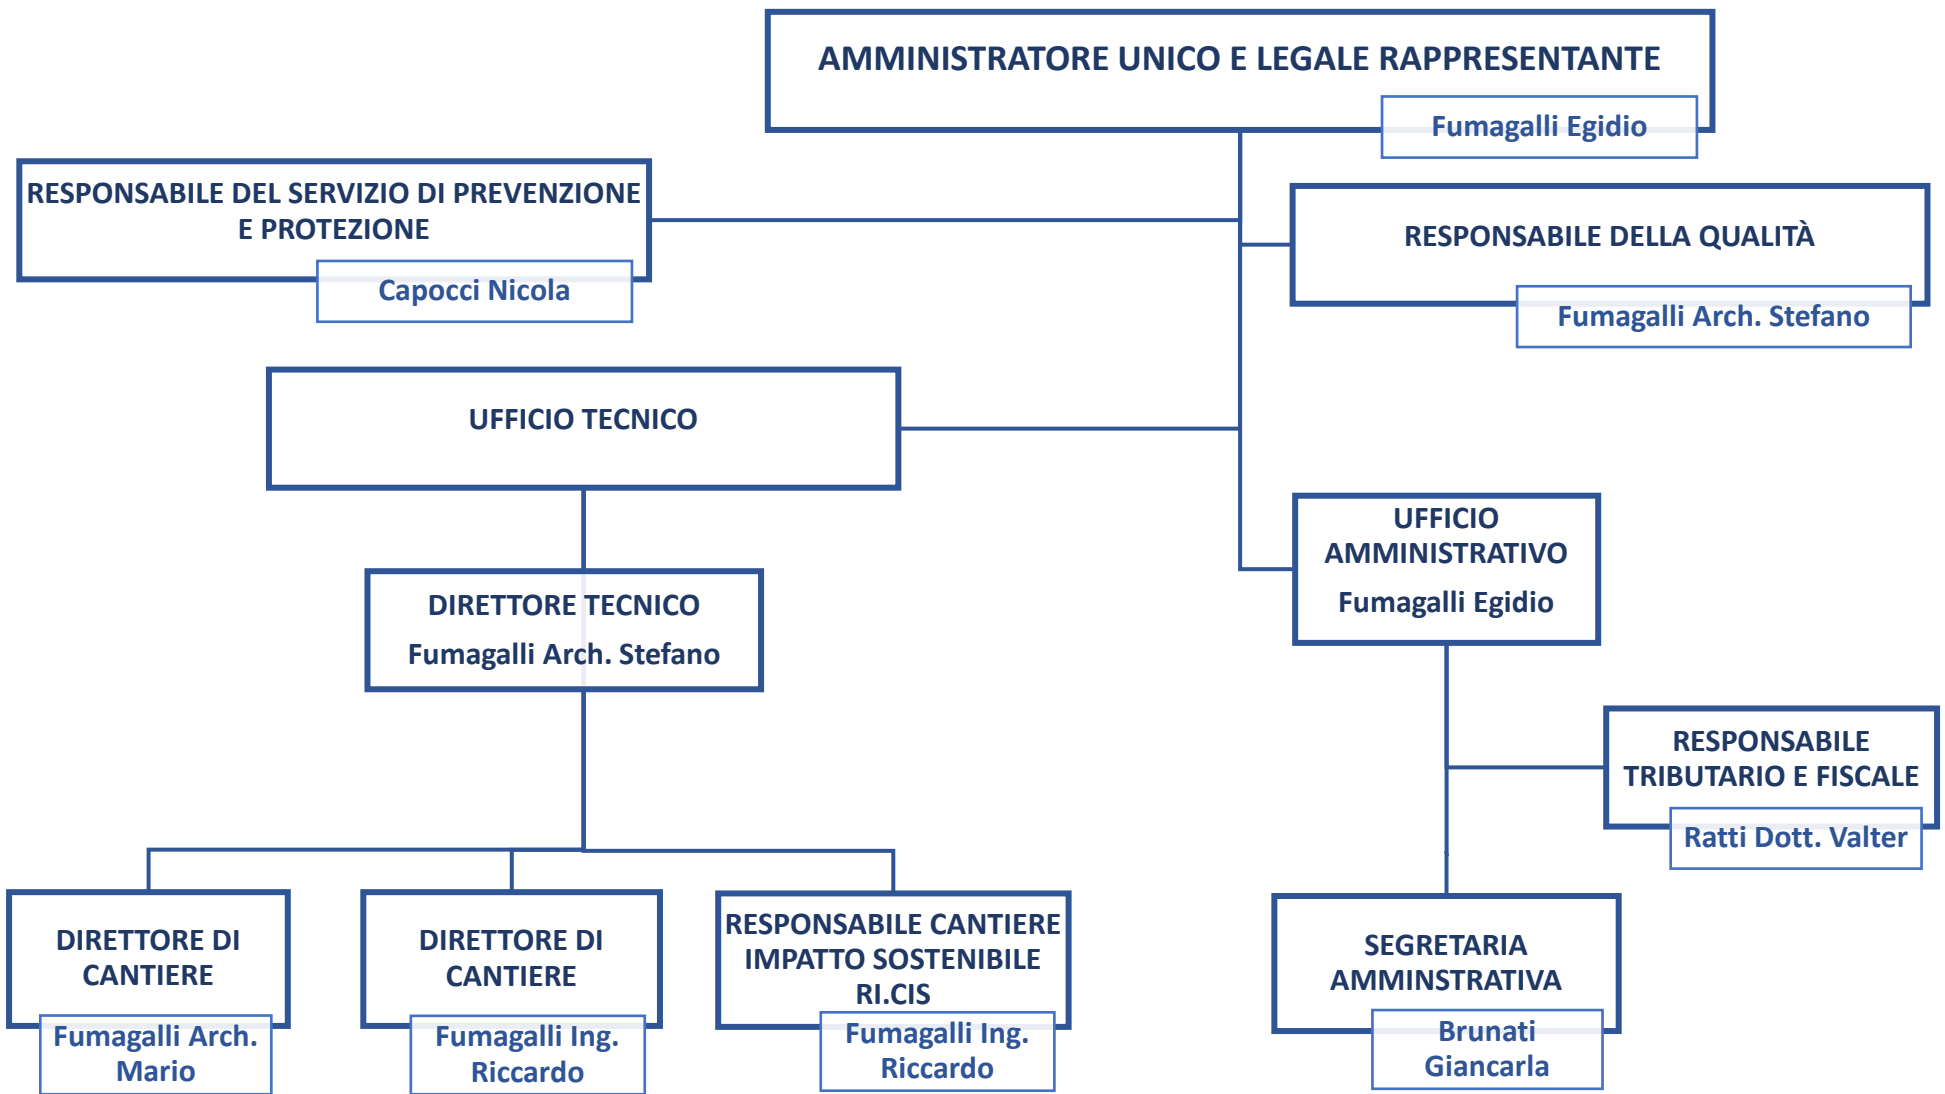 AMMINISTRATORE UNICO E LEGALE RAPPRESENTANTE
Fumagalli Egidio
RESPONSABILE DEL SERVIZIO DI PREVENZIONE
E PROTEZIONE
Capocci Nicola
RESPONSABILE DELLA QUALITÀ
Fumagalli Arch. Stefano
UFFICIO TECNICO
UFFICIO
AMMINISTRATIVO
Fumagalli Egidio
DIRETTORE TECNICO
Fumagalli Arch. Stefano
RESPONSABILE
TRIBUTARIO E FISCALE
Ratti Dott. Valter
DIRETTORE DI
CANTIERE
Fumagalli Arch.
Mario
DIRETTORE DI
CANTIERE
Fumagalli Ing.
Riccardo
RESPONSABILE CANTIERE
IMPATTO SOSTENIBILE
RI.CIS
Fumagalli Ing.
Riccardo
SEGRETARIA
AMMINSTRATIVA
Brunati
Giancarla